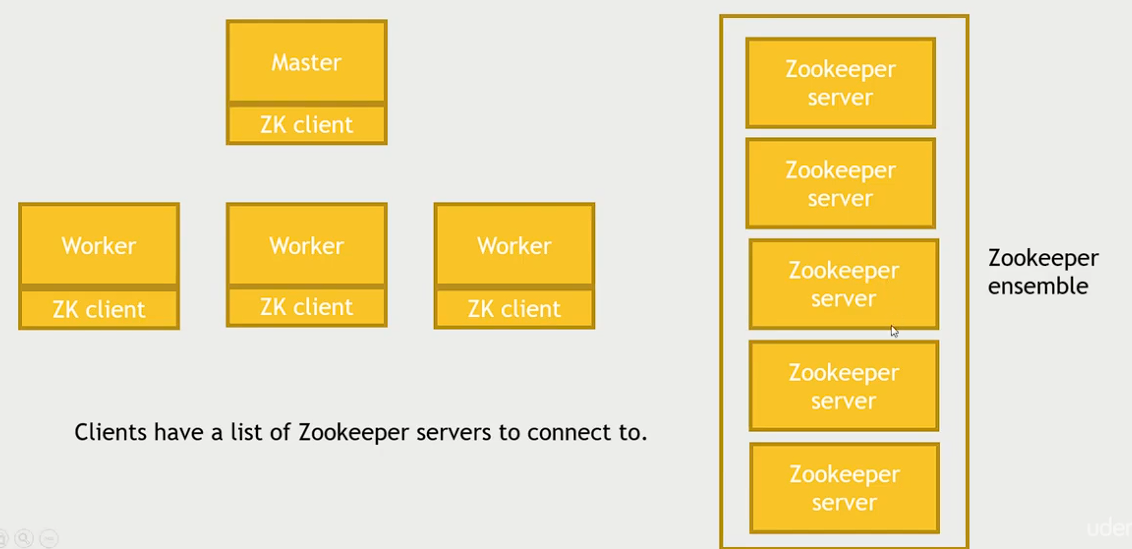 Master
ZK client
Worker
ZK client
Worker
ZK client
Worker
ZK client
Clients have a list of Zookeeper servers to connect to.
Zookeeper
server
Zookeeper
server
Zookeeper
server
Zookeeper
server
Zookeeper
server
Zookeeper
ensemble